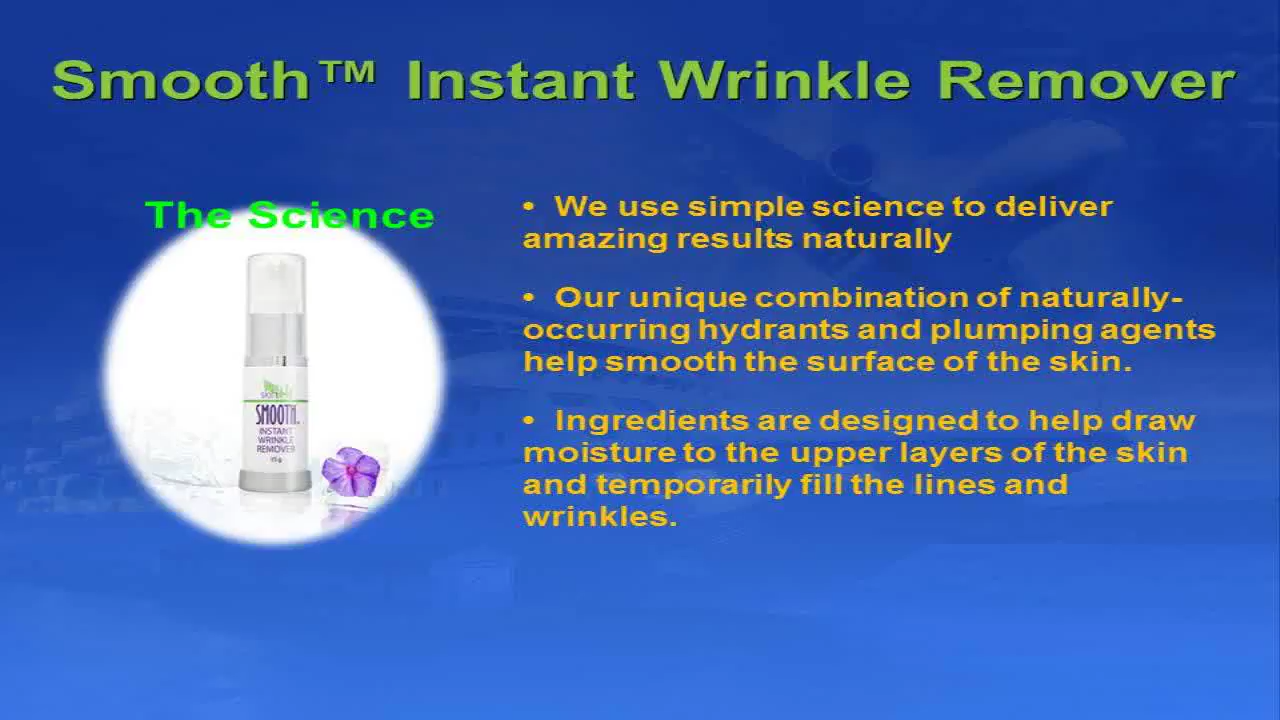 Smooth™ Instant Wrinkle Remover
The Science
• We use simple science to deliver
amazing results naturally
• Our unique combination of naturally-
occurring hydrants and plumping agents
help smooth the surface of the skin.
• Ingredients are designed to help draw
moisture to the upper layers of the skin
and temporarily fill the lines and
wrinkles.
SMOOTH
INSTANT
WRINKLE
REMOVER